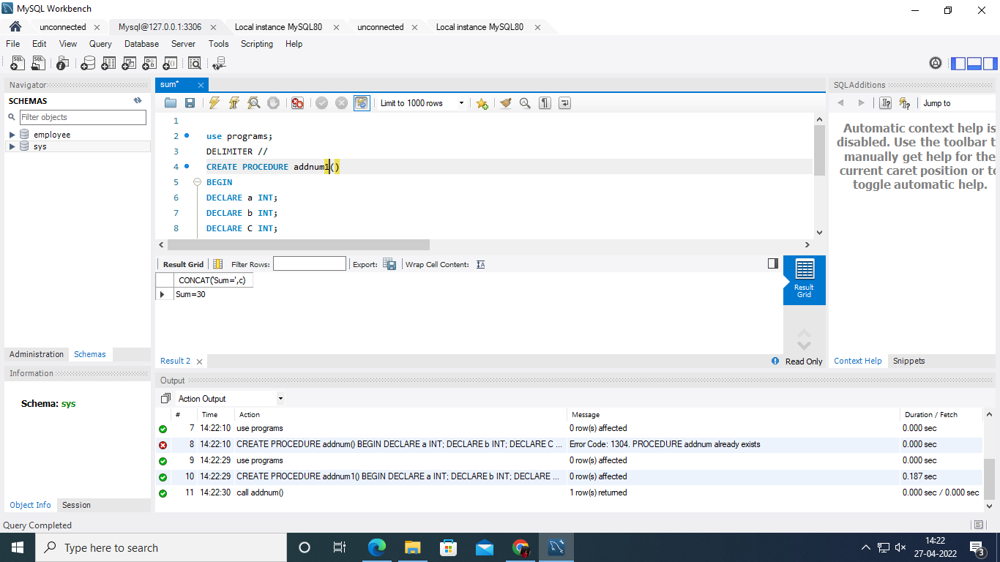 MySQL Workbench
unconnected
Mysql@127.0.0.1:3306
Local instance MySQL80
unconnected
Local instance MySQL80
File Edit View Query Database Server Tools Scripting Help
Navigator
SCHEMAS
Filter objects
employee
sys
Administration Schemas
Information
Schema: sys
Object Info Session
sum*
Limit to 1000 rows
1
2 use programs;
3 DELIMITER //
4 CREATE PROCEDURE addnum1()
5 BEGIN
6 DECLARE a INT;
7 DECLARE b INT;
8 DECLARE C INT;
Result Grid Filter Rows: Export: Wrap Cell Content:
CONCAT('Sum=',c)
Sum=30
Result Grid
Result 2
Read Only
SQLAdditions
Jump to
Automatic context help is
disabled. Use the toolbar t
manually get help for the
current caret position or to
toggle automatic help.
Context Help Snippets
Output
Action Output
# Time Action Message Duration / Fetch
7 14:22:10 use programs 0 row(s) affected 0.000 sec
8 14:22:10 CREATE PROCEDURE addnum() BEGIN DECLARE a INT; DECLARE b INT; DECLARE C ... Error Code: 1304. PROCEDURE addnum already exists 0.000 sec
9 14:22:29 use programs 0 row(s) affected 0.000 sec
10 14:22:29 CREATE PROCEDURE addnum1() BEGIN DECLARE a INT; DECLARE b INT; DECLARE ... 0 row(s) affected 0.187 sec
11 14:22:30 call addnum() 1 row(s) returned 0.000 sec / 0.000 sec
Query Completed
Type here to search
14:22
27-04-2022
3